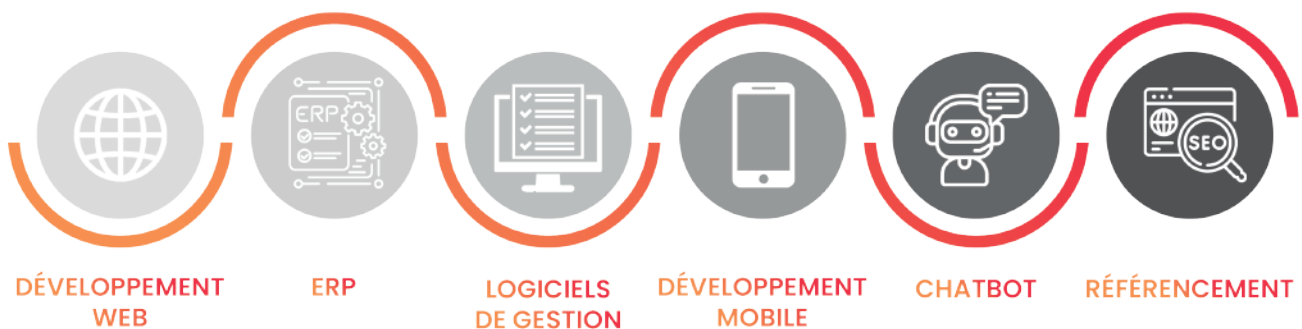 ERP
SEO
DÉVELOPPEMENT
WEB
ERP
LOGICIELS
DE GESTION
DÉVELOPPEMENT
MOBILE
CHATBOT
RÉFÉRENCEMENT